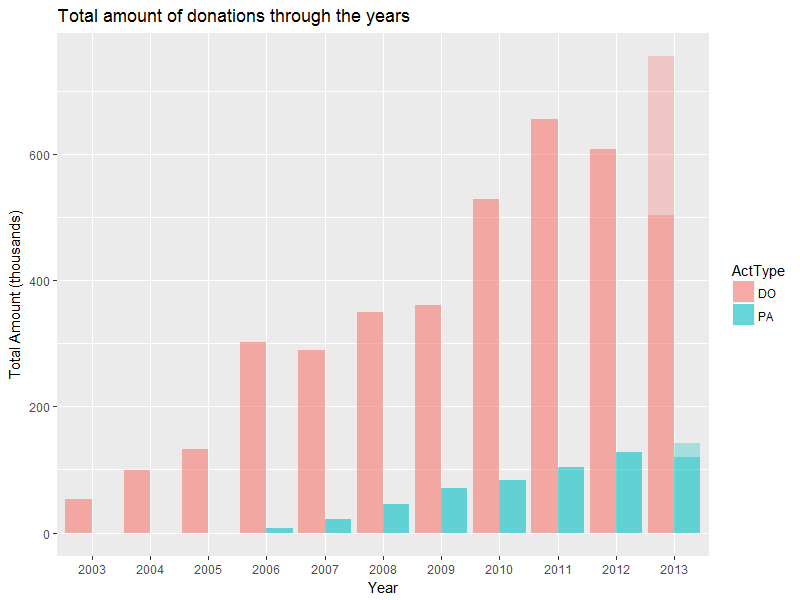 Total amount of donations through the years
Total Amount (thousands)
600
400
200
0
2003 2004 2005 2006 2007 2008 2009 2010 2011 2012 2013
Year
ActType
DO
PA